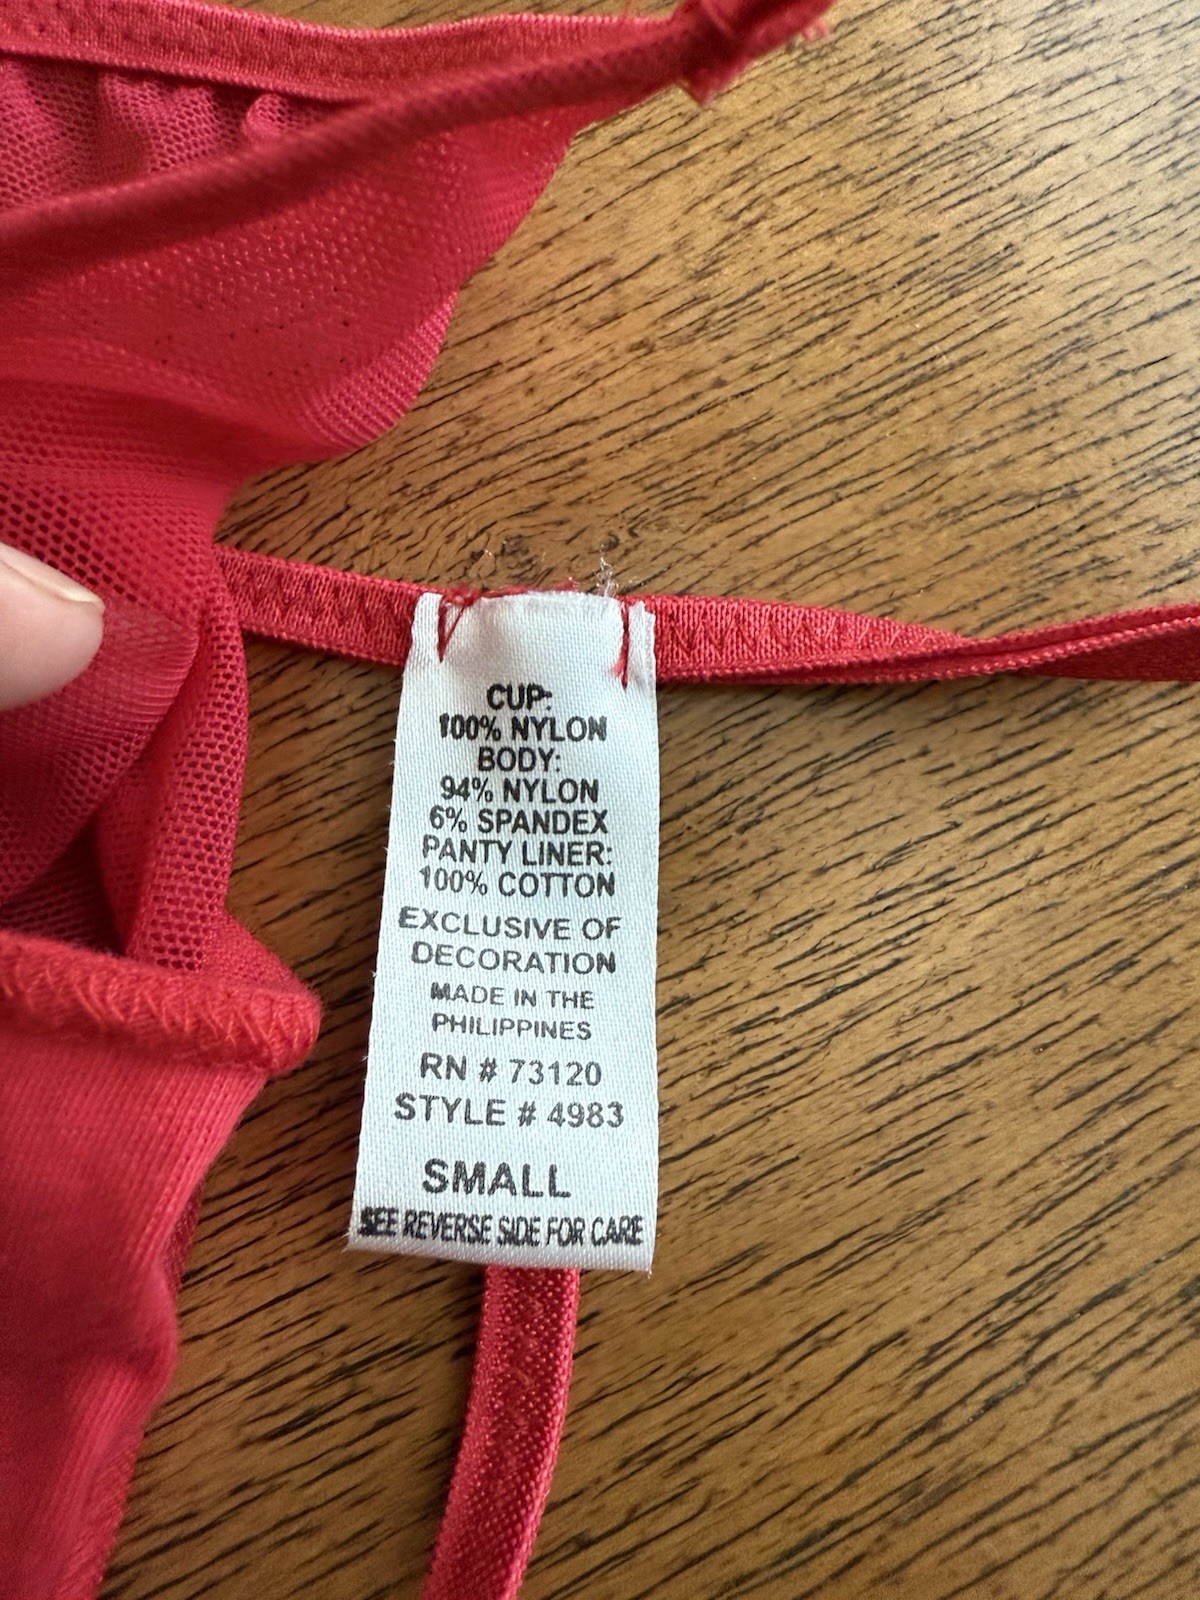 CUP:
100% NYLON
BODY:
94% NYLON
6% SPANDEX
PANTY LINER:
100% COTTON
EXCLUSIVE OF
DECORATION
MADE IN THE
PHILIPPINES
RN # 73120
STYLE # 4983
SMALL
SEE REVERSE SIDE FOR CARE